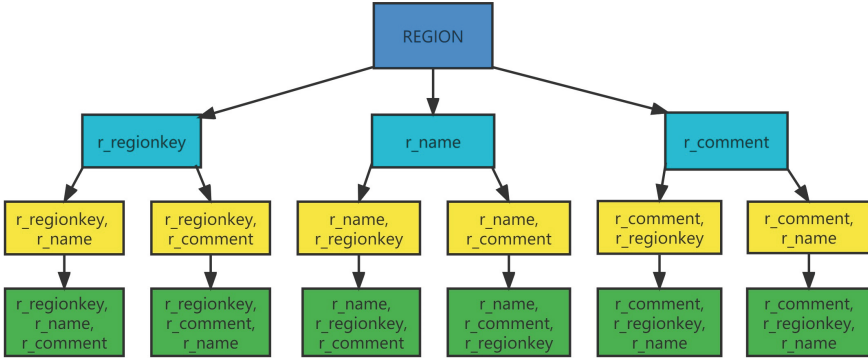 REGION
r_regionkey
r_name
r_comment
r_regionkey,
r_name
r_regionkey,
r_comment
r_name,
r_regionkey
r_name,
r_comment
r_comment,
r_regionkey
r_comment,
r_name
r_regionkey,
r_name,
r_comment
r_regionkey,
r_comment,
r_name
r_name,
r_regionkey,
r_comment
r_name,
r_comment,
r_regionkey
r_comment,
r_regionkey,
r_name
r_comment,
r_regionkey,
r_name